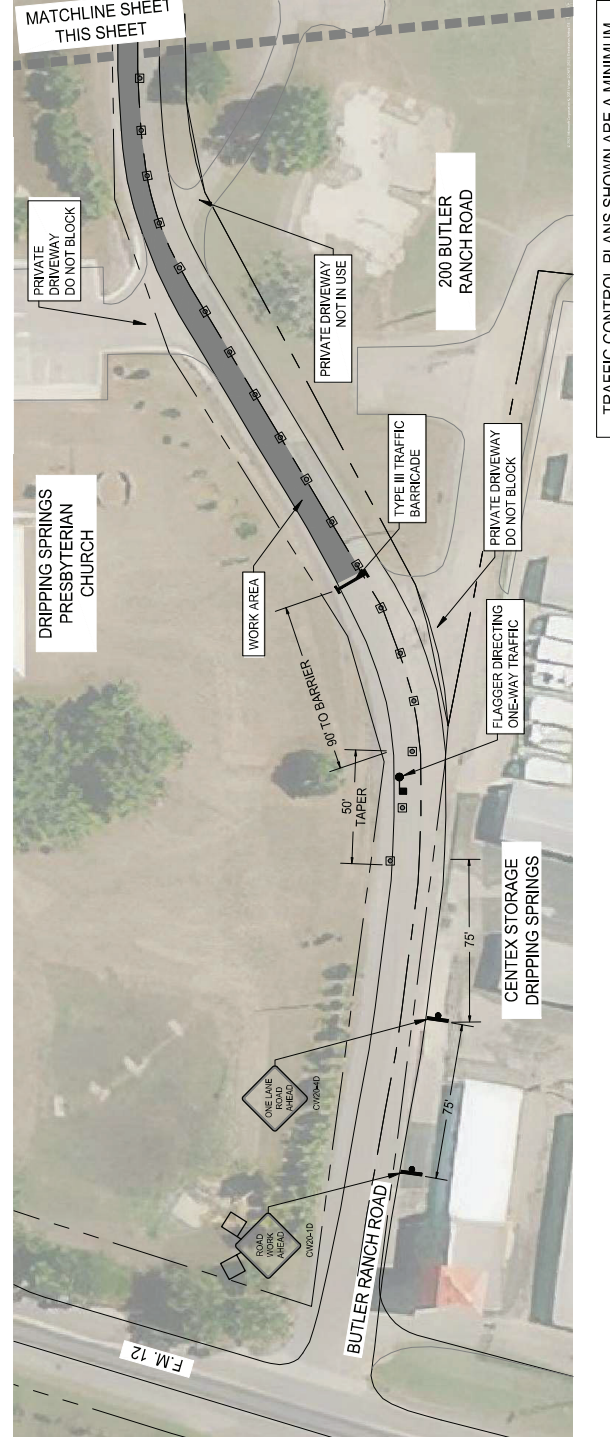 MATCHLINE SHEET
THIS SHEET
PRIVATE
DRIVEWAY
DO NOT BLOCK
PRIVATE DRIVEWAY
NOT IN USE
200 BUTLER
RANCH ROAD
TRAFFIC CONTROL PLANS SHOWN ARE A MINIMUM
DRIPPING SPRINGS
PRESBYTERIAN
CHURCH
WORK AREA
TYPE III TRAFFIC
BARRICADE
PRIVATE DRIVEWAY
DO NOT BLOCK
FLAGGER DIRECTING
ONE-WAY TRAFFIC
90' TO BARRIER
50'
TAPER
75'
CENTEX STORAGE
DRIPPING SPRINGS
ONE LANE
ROAD
AHEAD
CW20-4D
75'
ROAD
WORK
AHEAD
CW20-1D
BUTLER RANCH ROAD
F.M. 12